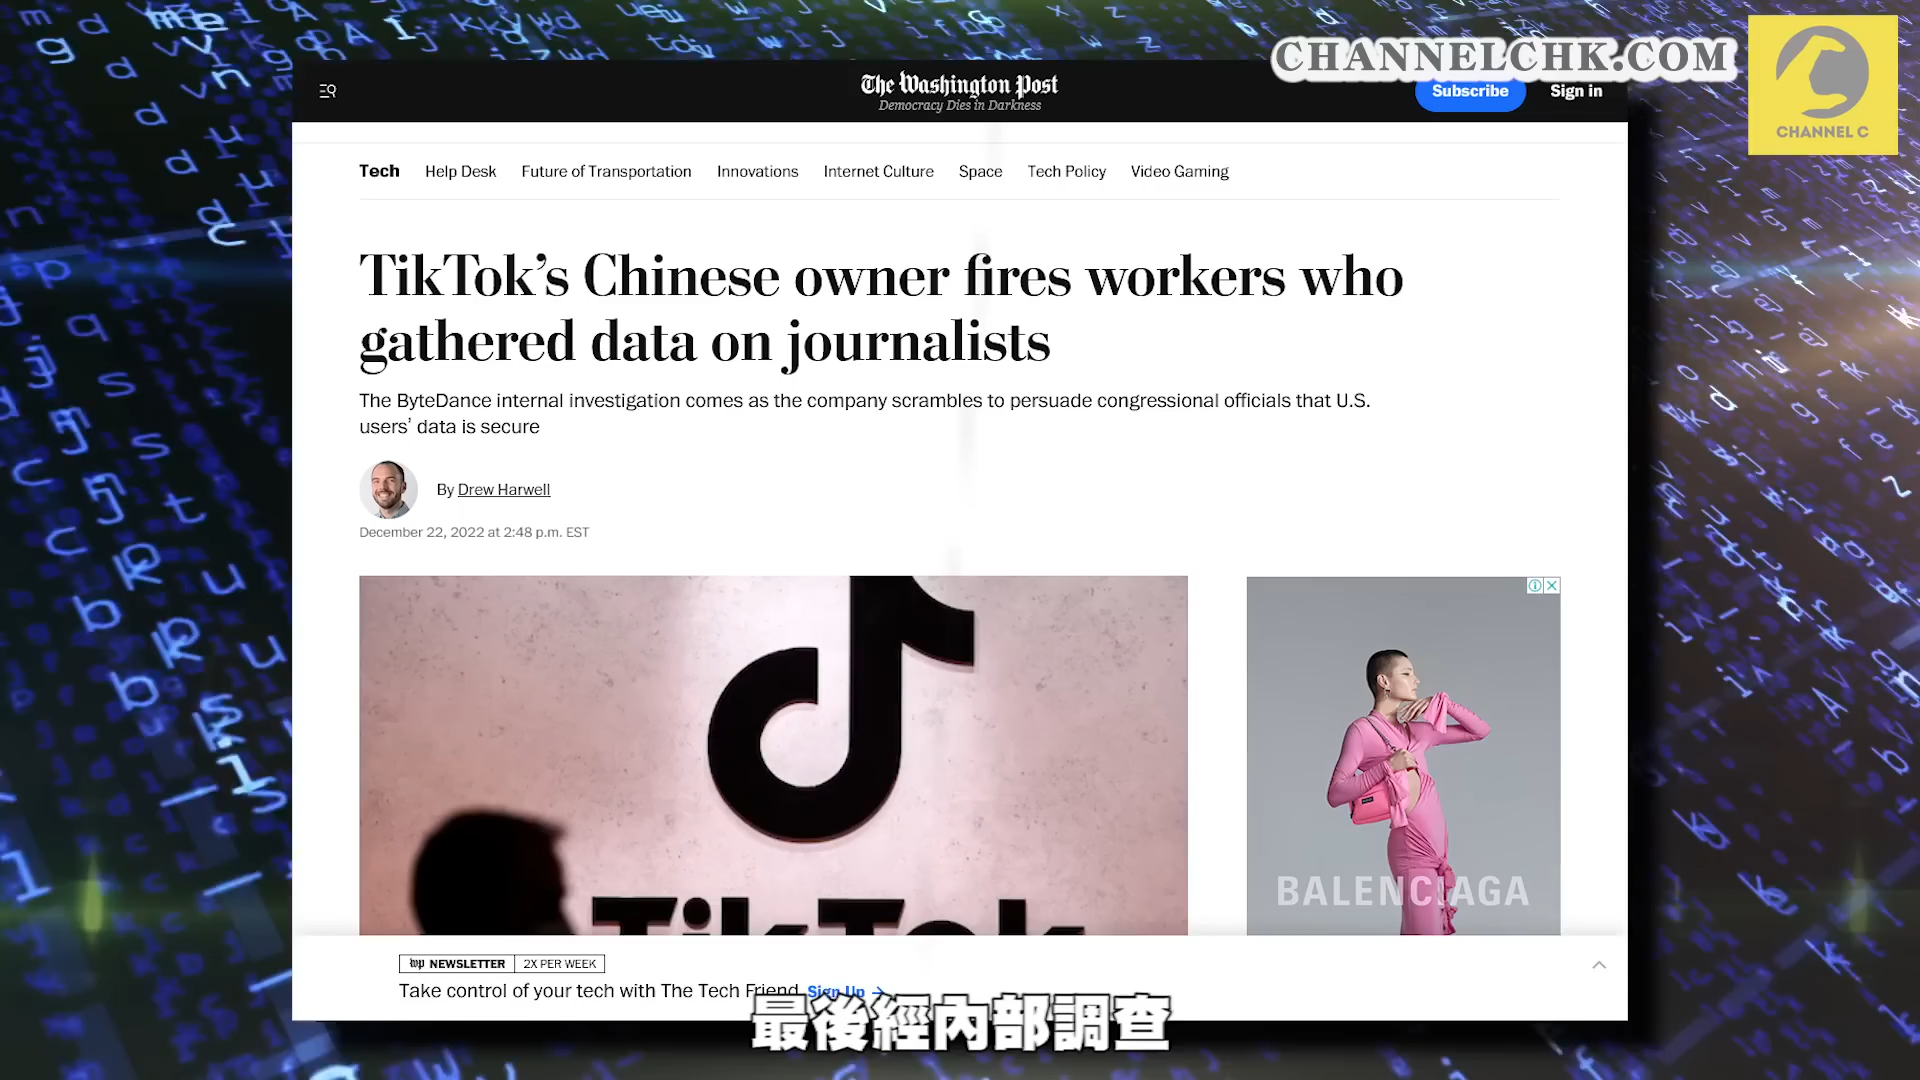 CHANNELCHK.COM
CHANNEL C
The Washington Post
Democracy Dies in Darkness
Subscribe
Sign in
Tech
Help Desk
Future of Transportation
Innovations
Internet Culture
Space
Tech Policy
Video Gaming
TikTok’s Chinese owner fires workers who
gathered data on journalists
The ByteDance internal investigation comes as the company scrambles to persuade congressional officials that U.S.
users’ data is secure
By Drew Harwell
December 22, 2022 at 2:48 p.m. EST
TikTok
BALENCIAGA
wp NEWSLETTER
2X PER WEEK
Take control of your tech with The Tech Friend
Sign Up →
最後經內部調查